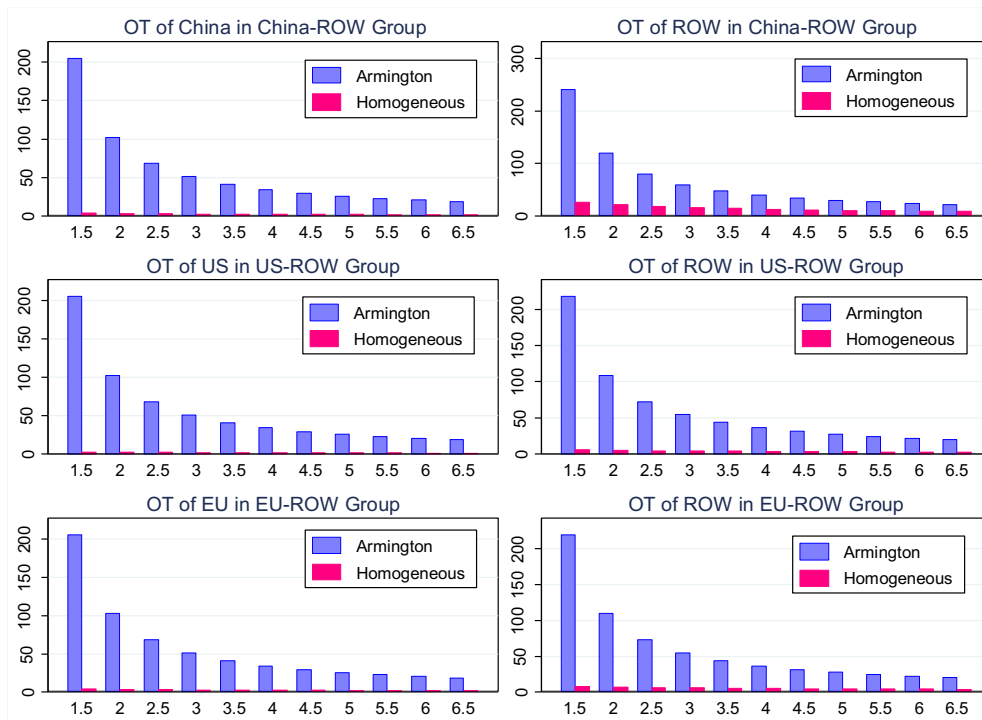 OT of China in China-ROW Group
200
150
100
50
0
Armington
Homogeneous
1.5 2 2.5 3 3.5 4 4.5 5 5.5 6 6.5
OT of ROW in China-ROW Group
300
200
100
0
Armington
Homogeneous
1.5 2 2.5 3 3.5 4 4.5 5 5.5 6 6.5
OT of US in US-ROW Group
200
150
100
50
0
Armington
Homogeneous
1.5 2 2.5 3 3.5 4 4.5 5 5.5 6 6.5
OT of ROW in US-ROW Group
200
150
100
50
0
Armington
Homogeneous
1.5 2 2.5 3 3.5 4 4.5 5 5.5 6 6.5
OT of EU in EU-ROW Group
200
150
100
50
0
Armington
Homogeneous
1.5 2 2.5 3 3.5 4 4.5 5 5.5 6 6.5
OT of ROW in EU-ROW Group
200
150
100
50
0
Armington
Homogeneous
1.5 2 2.5 3 3.5 4 4.5 5 5.5 6 6.5